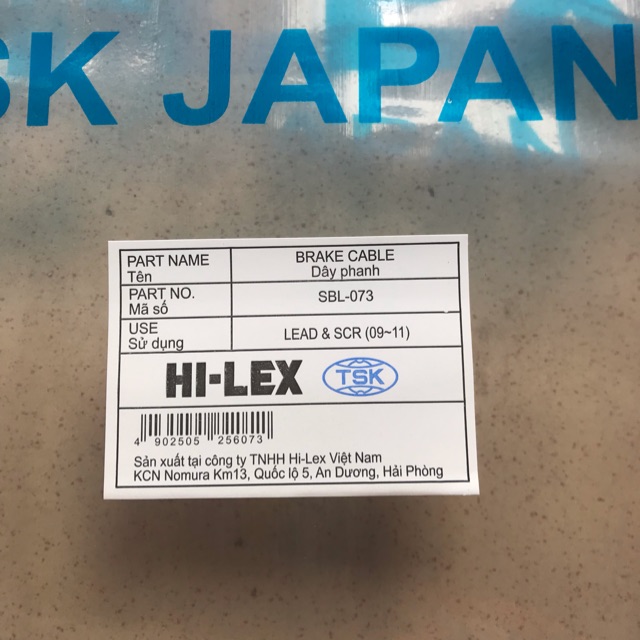 SK JAPAN
PART NAME BRAKE CABLE
Tên Dây phanh
PART NO. SBL-073
Mã số
USE LEAD & SCR (09~11)
Sử dụng
HI-LEX TSK
4 902505 256073
Sản xuất tại công ty TNHH Hi-Lex Việt Nam
KCN Nomura Km13, Quốc lộ 5, An Dương, Hải Phòng